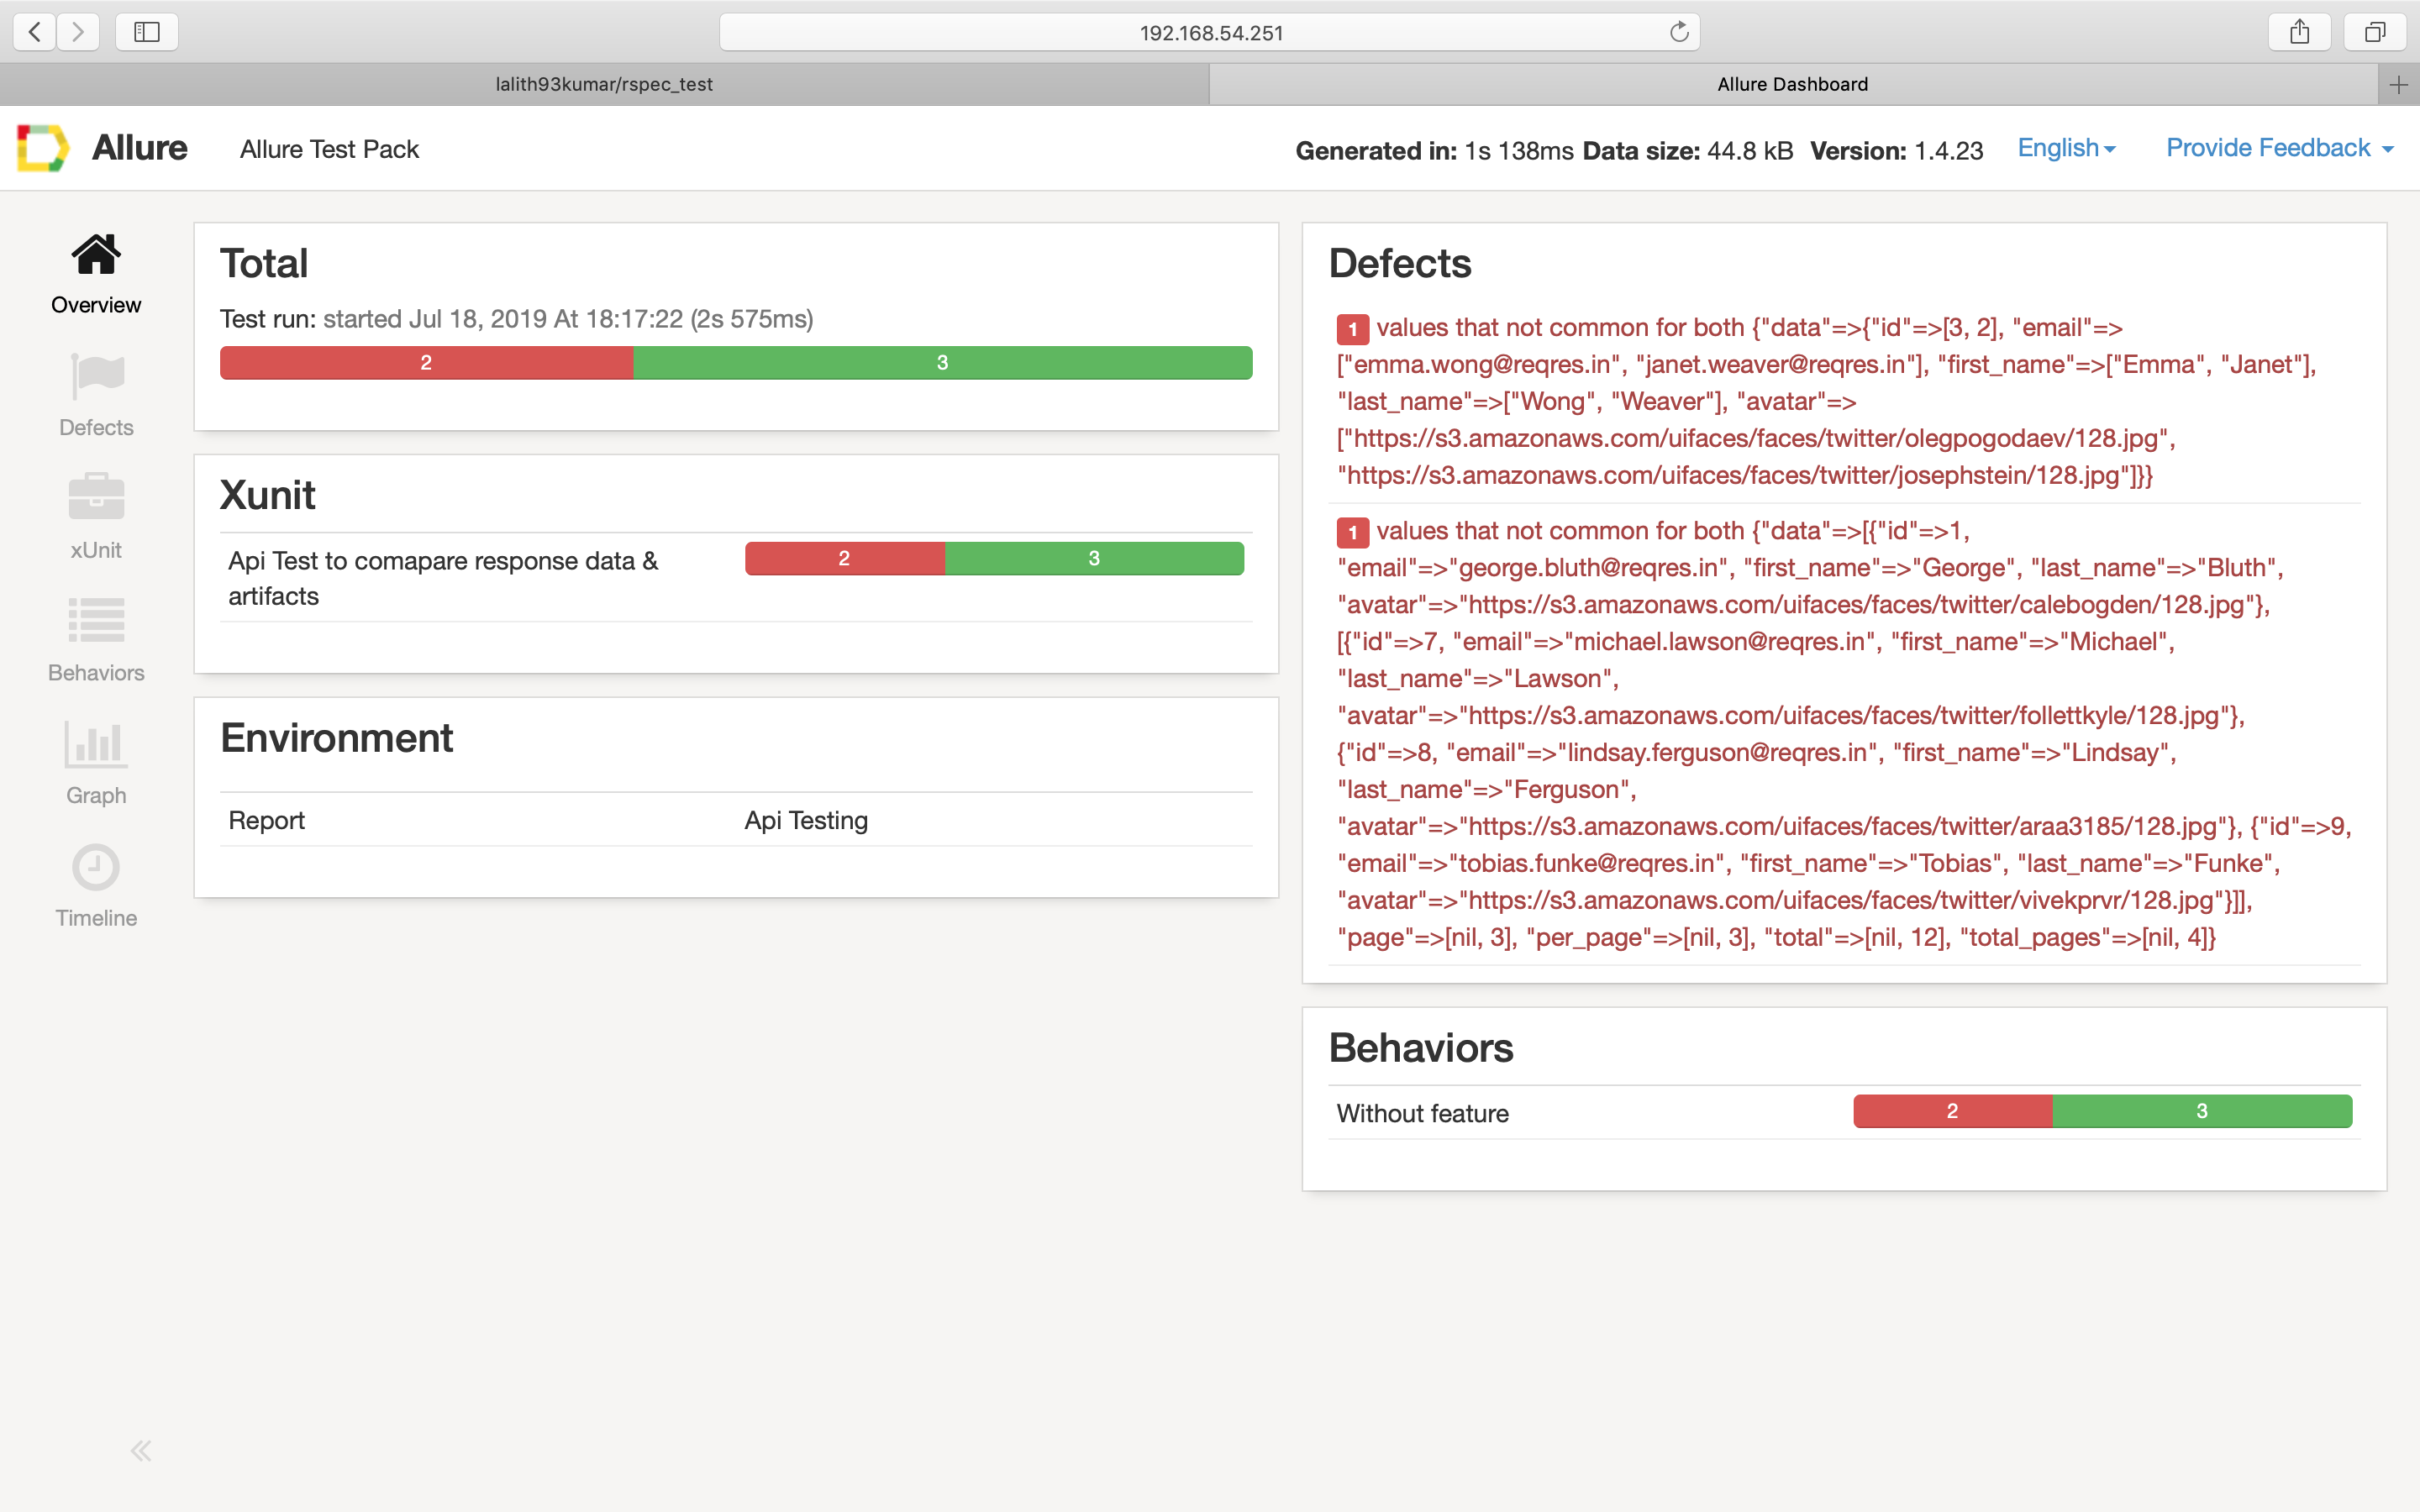 192.168.54.251
lalith93kumar/rspec_test
Allure Dashboard
Allure
Allure Test Pack
Generated in: 1s 138ms Data size: 44.8 kB Version: 1.4.23
English
Provide Feedback
Overview
Defects
xUnit
Behaviors
Graph
Timeline
Total
Test run: started Jul 18, 2019 At 18:17:22 (2s 575ms)
2
3
Xunit
Api Test to comapare response data &
artifacts
2
3
Environment
Report
Api Testing
Defects
1 values that not common for both {"data"=>{"id"=>[3, 2], "email"=>
["emma.wong@reqres.in", "janet.weaver@reqres.in"], "first_name"=>["Emma", "Janet"],
"last_name"=>["Wong", "Weaver"], "avatar"=>
["https://s3.amazonaws.com/uifaces/faces/twitter/olegpogodaev/128.jpg",
"https://s3.amazonaws.com/uifaces/faces/twitter/josephstein/128.jpg"]}}
1 values that not common for both {"data"=>[{"id"=>1,
"email"=>"george.bluth@reqres.in", "first_name"=>"George", "last_name"=>"Bluth",
"avatar"=>"https://s3.amazonaws.com/uifaces/faces/twitter/calebogden/128.jpg"},
[{"id"=>7, "email"=>"michael.lawson@reqres.in", "first_name"=>"Michael",
"last_name"=>"Lawson",
"avatar"=>"https://s3.amazonaws.com/uifaces/faces/twitter/follettkyle/128.jpg"},
{"id"=>8, "email"=>"lindsay.ferguson@reqres.in", "first_name"=>"Lindsay",
"last_name"=>"Ferguson",
"avatar"=>"https://s3.amazonaws.com/uifaces/faces/twitter/araa3185/128.jpg"}, {"id"=>9,
"email"=>"tobias.funke@reqres.in", "first_name"=>"Tobias", "last_name"=>"Funke",
"avatar"=>"https://s3.amazonaws.com/uifaces/faces/twitter/vivekprvr/128.jpg"}]],
"page"=>[nil, 3], "per_page"=>[nil, 3], "total"=>[nil, 12], "total_pages"=>[nil, 4]}
Behaviors
Without feature
2
3